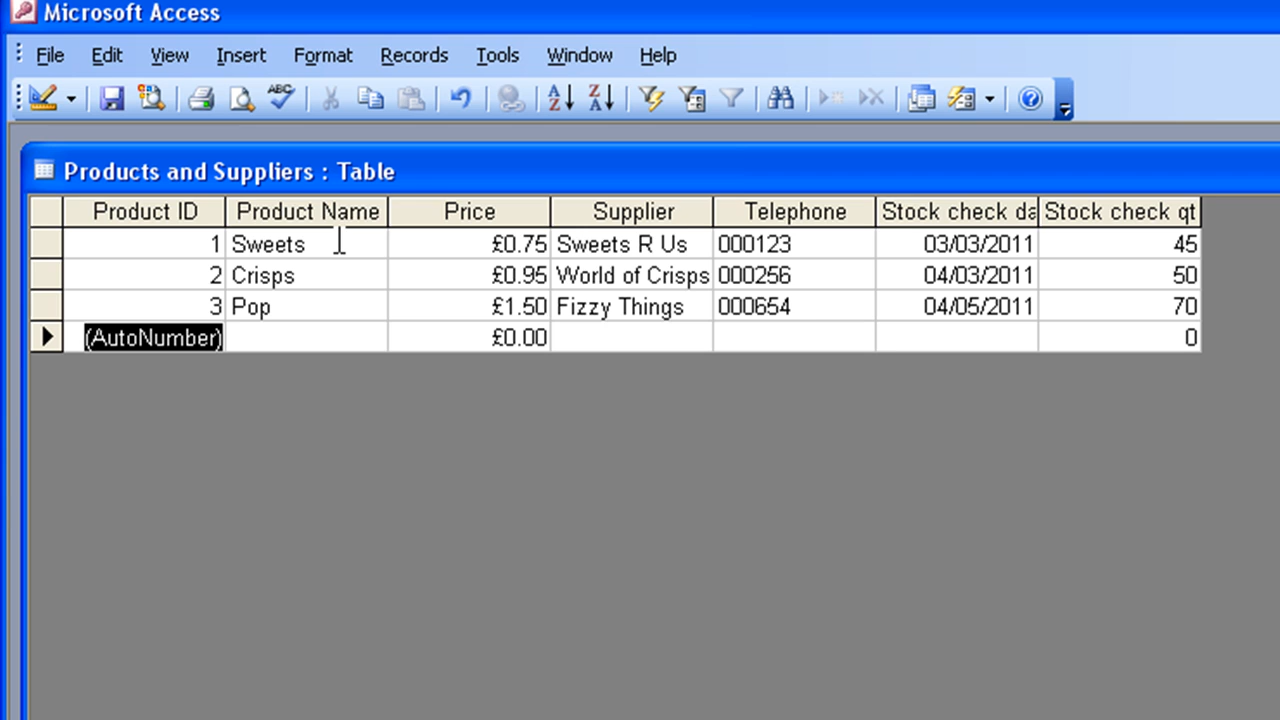 Microsoft Access
File Edit View Insert Format Records Tools Window Help
Products and Suppliers : Table
Product ID Product Name Price Supplier Telephone Stock check da Stock check qt
1 Sweets £0.75 Sweets R Us 000123 03/03/2011 45
2 Crisps £0.95 World of Crisps 000256 04/03/2011 50
3 Pop £1.50 Fizzy Things 000654 04/05/2011 70
(AutoNumber) £0.00 0